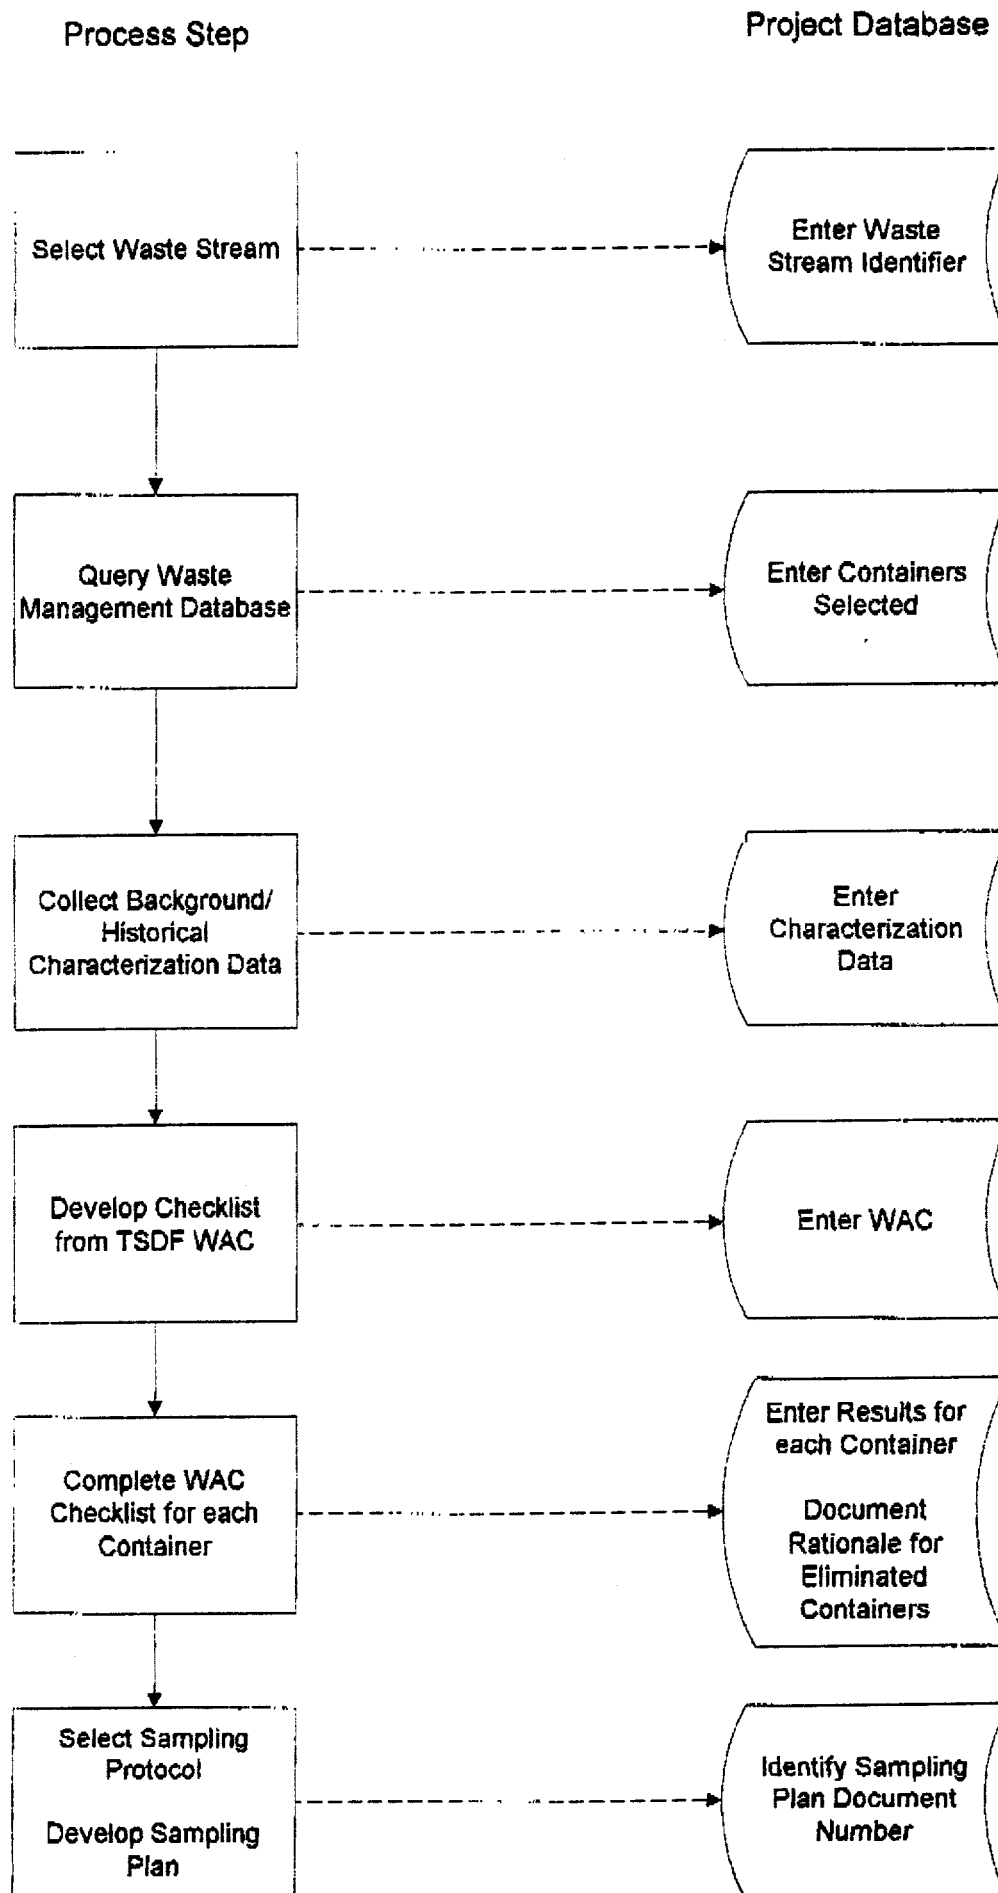 Process Step
Project Database
Select Waste Stream
Enter Waste
Stream Identifier
Query Waste
Management Database
Enter Containers
Selected
Collect Background/
Historical
Characterization Data
Enter
Characterization
Data
Develop Checklist
from TSDF WAC
Enter WAC
Complete WAC
Checklist for each
Container
Enter Results for
each Container
Document
Rationale for
Eliminated
Containers
Select Sampling
Protocol
Develop Sampling
Plan
Identify Sampling
Plan Document
Number